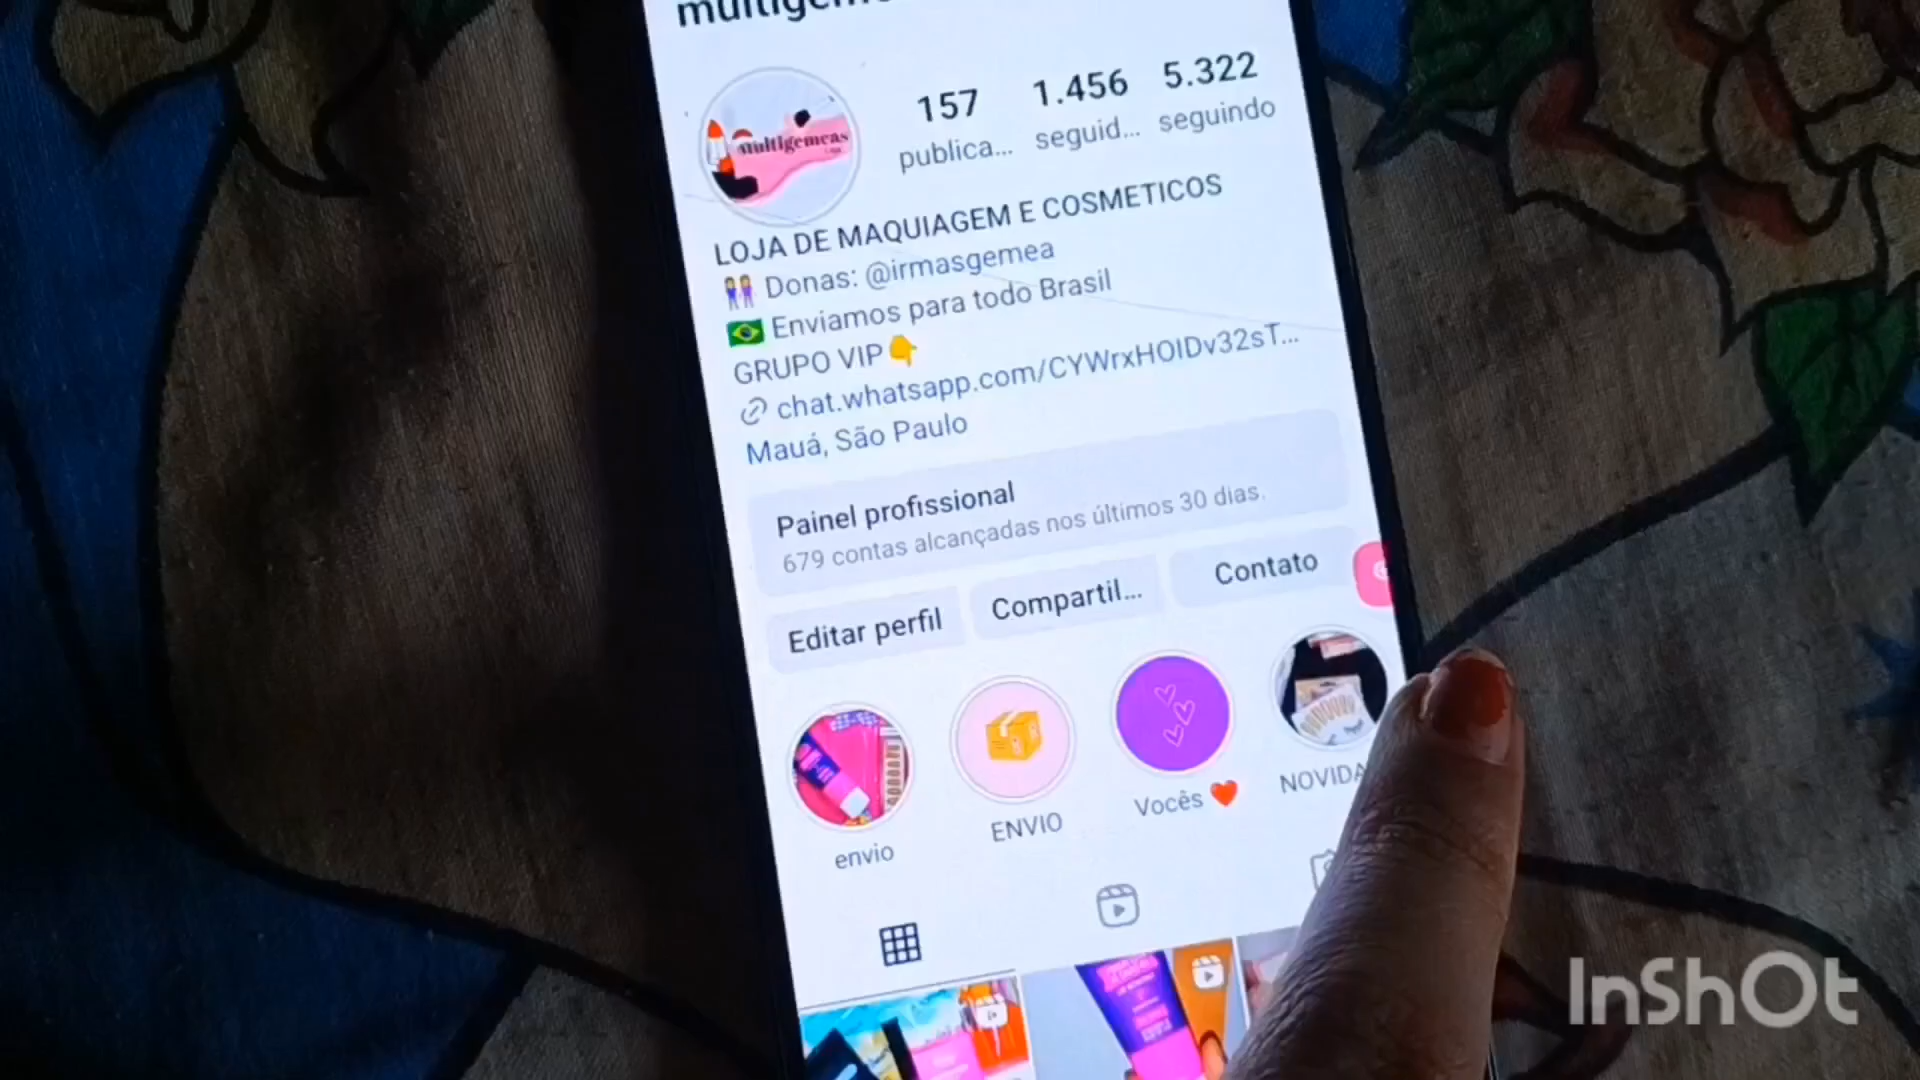 157
1.456
5.322
publica...
seguid...
seguindo
Multigemeas
LOJA DE MAQUIAGEM E COSMETICOS
Donas: @irmasgemea
Enviamos para todo Brasil
GRUPO VIP
chat.whatsapp.com/CYWrxHOIDv32sT...
Mauá, São Paulo
Painel profissional
679 contas alcançadas nos últimos 30 dias.
Editar perfil
Compartil...
Contato
envio
ENVIO
Vocês
NOVIDA
InShOt